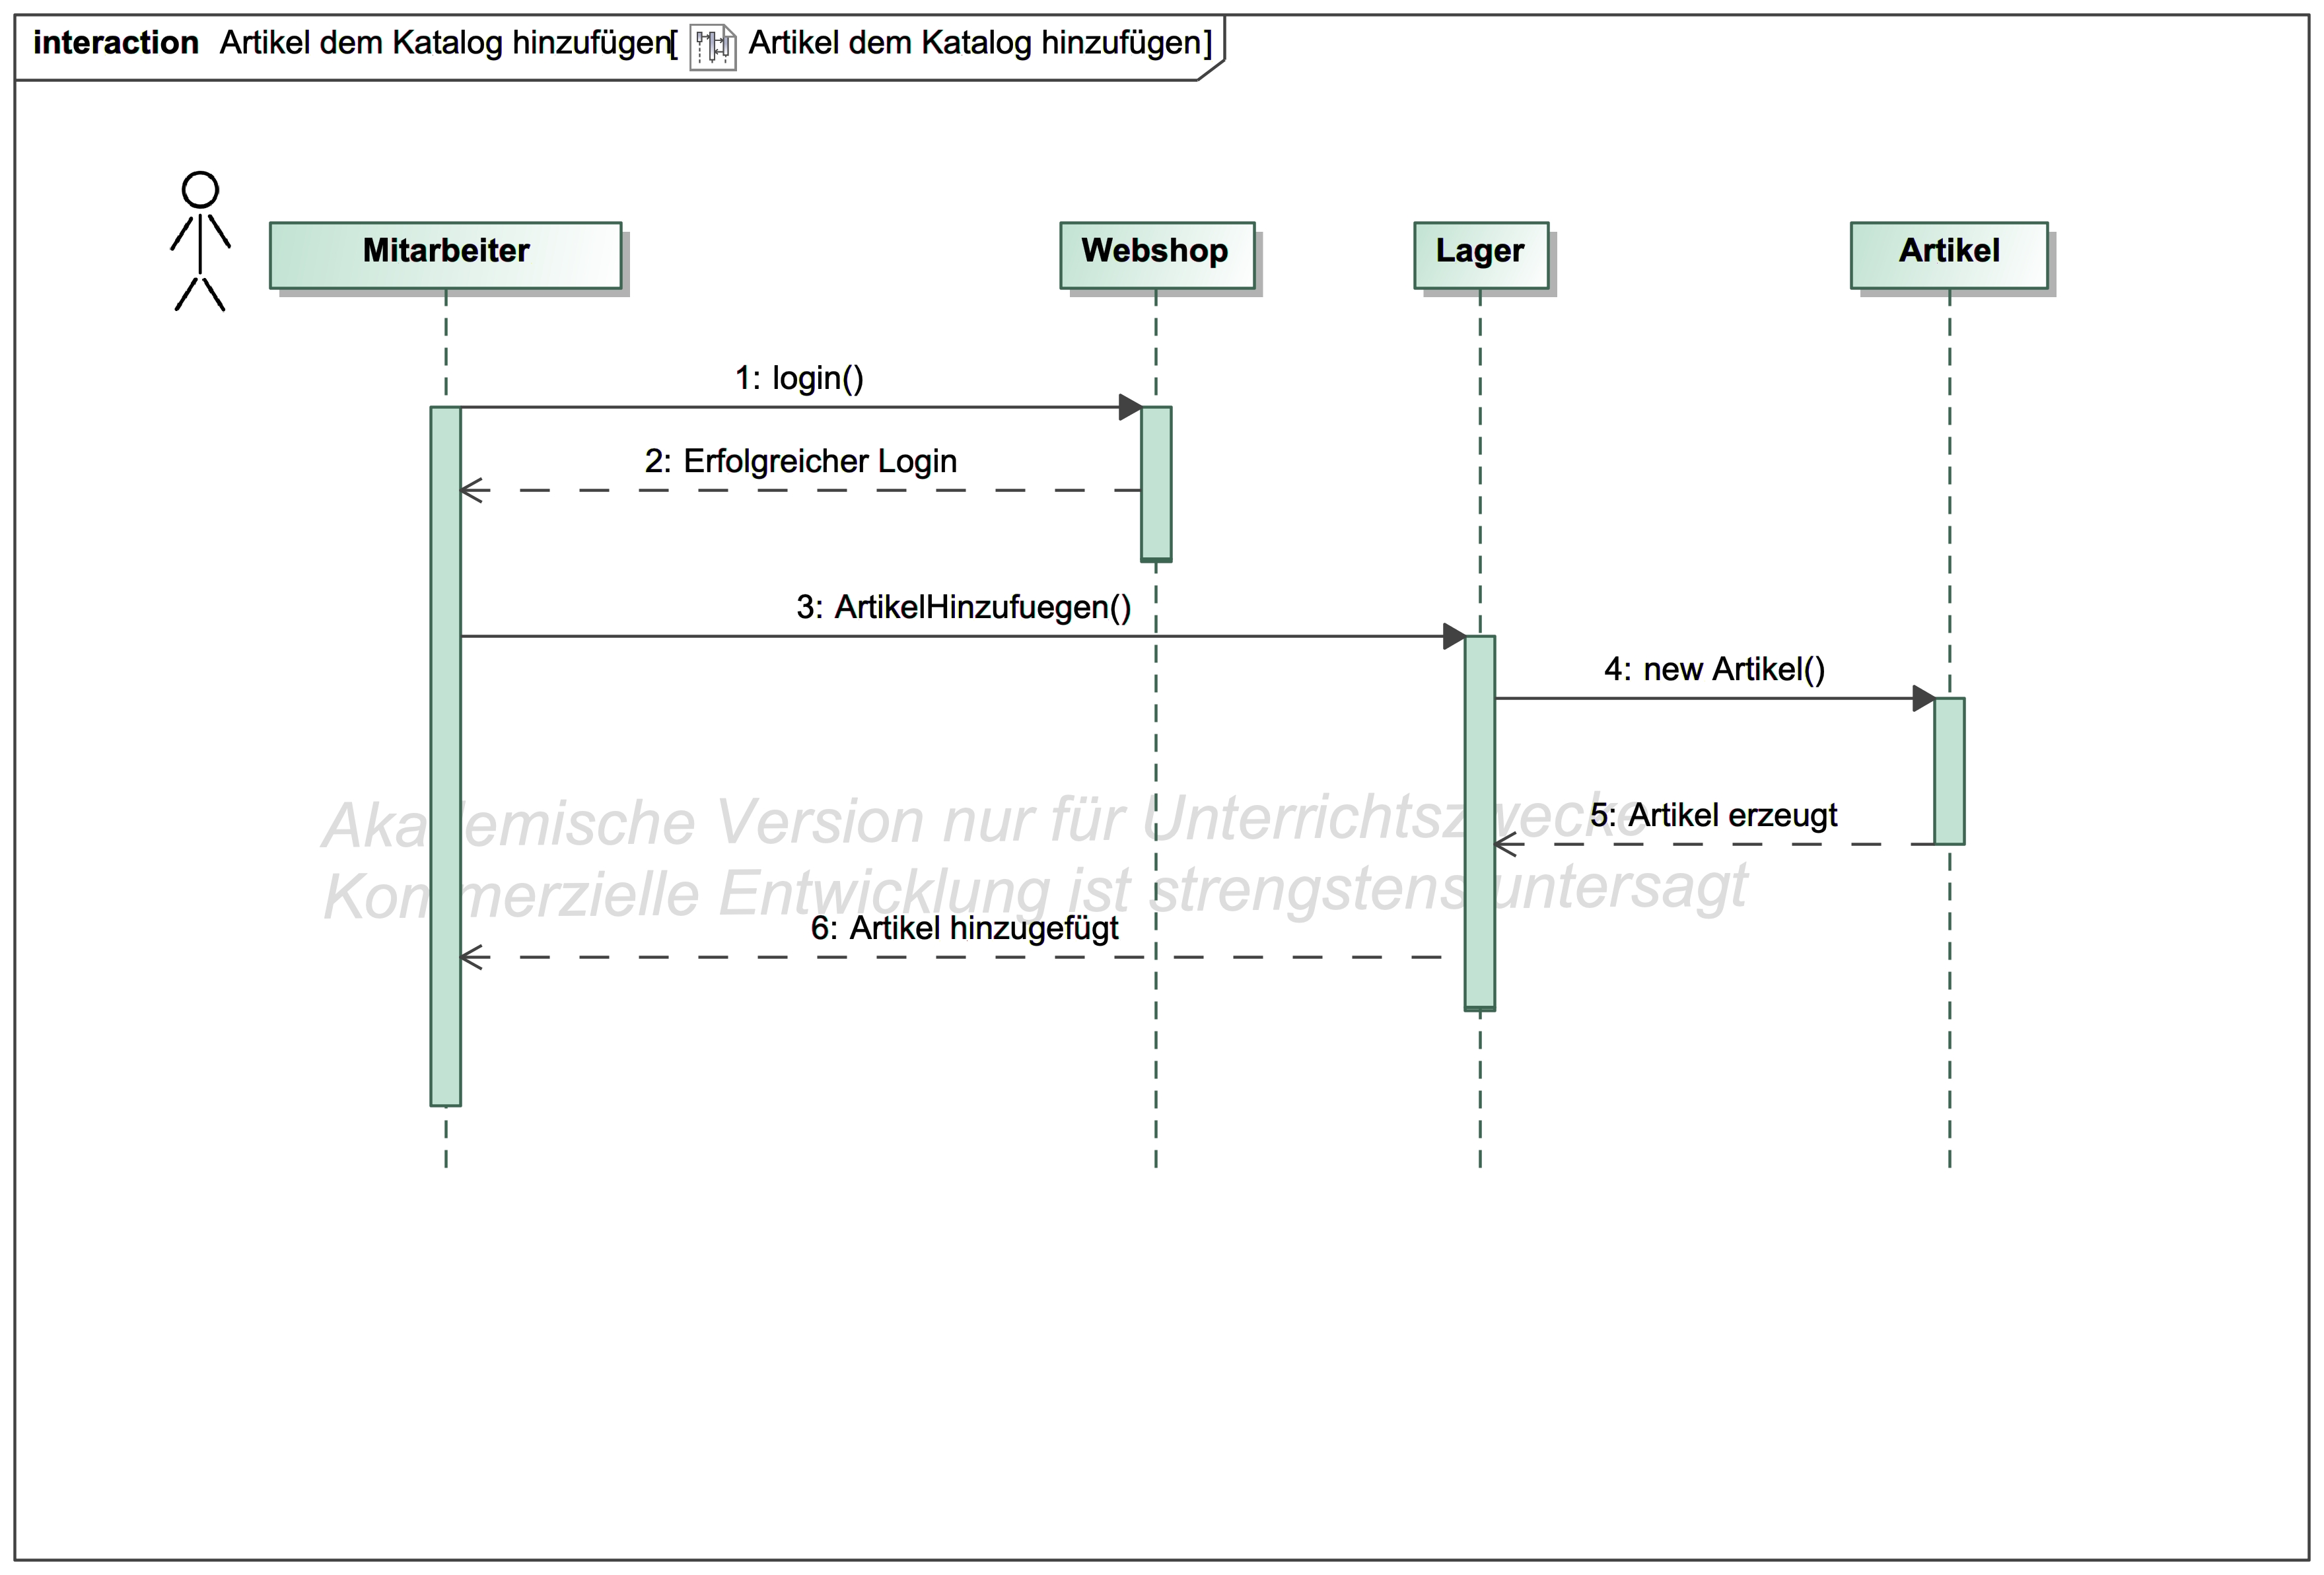 interaction Artikel dem Katalog hinzufügen[ Artikel dem Katalog hinzufügen]
Mitarbeiter
Webshop
Lager
Artikel
1: login()
2: Erfolgreicher Login
3: ArtikelHinzufuegen()
4: new Artikel()
Akademische Version nur für Unterrichtszwecke
5: Artikel erzeugt
Kommerzielle Entwicklung ist strengstens untersagt
6: Artikel hinzugefügt